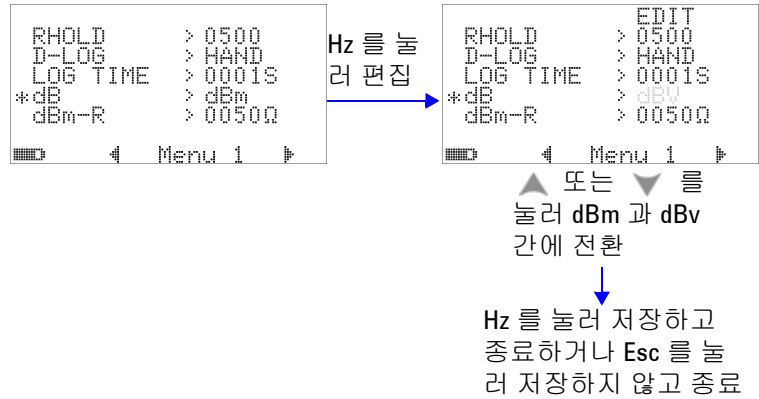 RHOLD > 0500
D-LOG > HAND
LOG TIME > 0001S
*dB > dBm
dBm-R > 0050Ω
Menu 1
Hz 를 눌
러 편집
EDIT
RHOLD > 0500
D-LOG > HAND
LOG TIME > 0001S
*dB > dBV
dBm-R > 0050Ω
Menu 1
▲ 또는 ▼ 를
눌러 dBm 과 dBv
간에 전환
Hz 를 눌러 저장하고
종료하거나 Esc 를 눌
러 저장하지 않고 종료